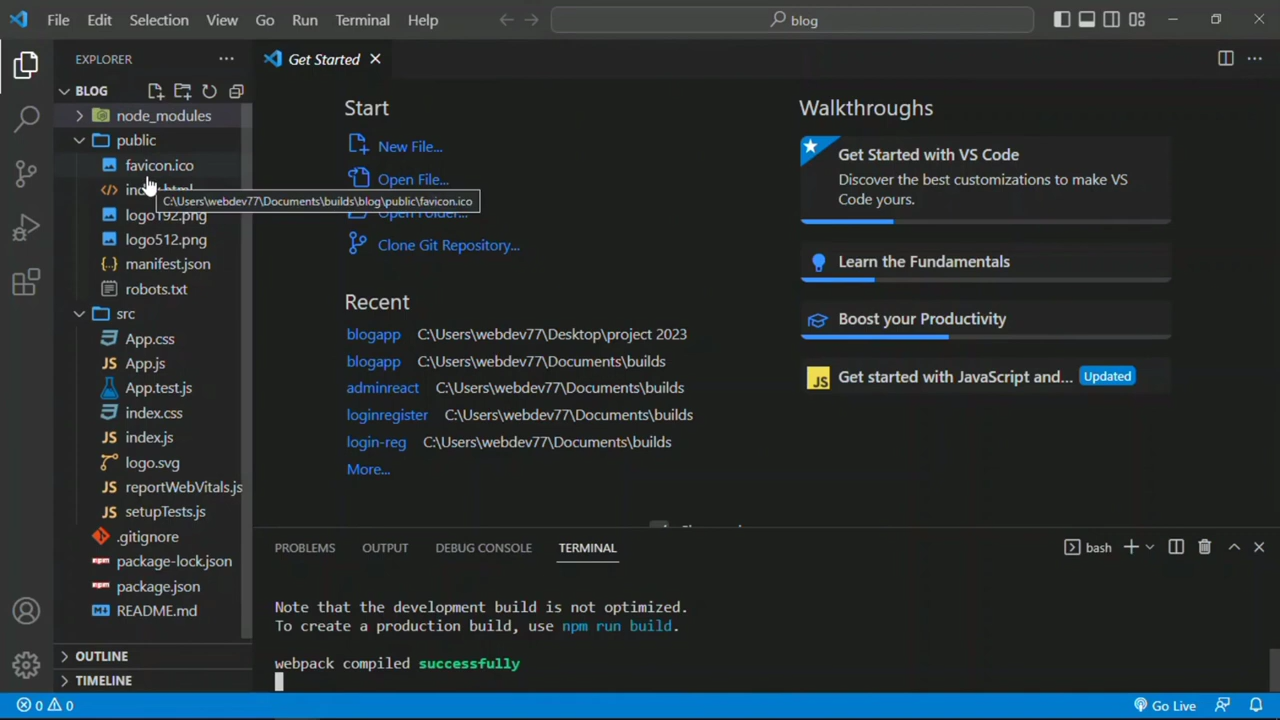 File Edit Selection View Go Run Terminal Help
blog
EXPLORER
Get Started
BLOG
node_modules
public
favicon.ico
C:\Users\webdev77\Documents\builds\blog\public\favicon.ico
logo192.png
logo512.png
manifest.json
robots.txt
src
App.css
App.js
App.test.js
index.css
index.js
logo.svg
reportWebVitals.js
setupTests.js
.gitignore
package-lock.json
package.json
README.md
OUTLINE
TIMELINE
Start
New File...
Open File...
Open Folder...
Clone Git Repository...
Recent
blogapp C:\Users\webdev77\Desktop\project 2023
blogapp C:\Users\webdev77\Documents\builds
adminreact C:\Users\webdev77\Documents\builds
loginregister C:\Users\webdev77\Documents\builds
login-reg C:\Users\webdev77\Documents\builds
More...
Walkthroughs
Get Started with VS Code
Discover the best customizations to make VS
Code yours.
Learn the Fundamentals
Boost your Productivity
JS Get started with JavaScript and... Updated
PROBLEMS OUTPUT DEBUG CONSOLE TERMINAL
bash
Note that the development build is not optimized.
To create a production build, use npm run build.
webpack compiled successfully
0 0
Go Live